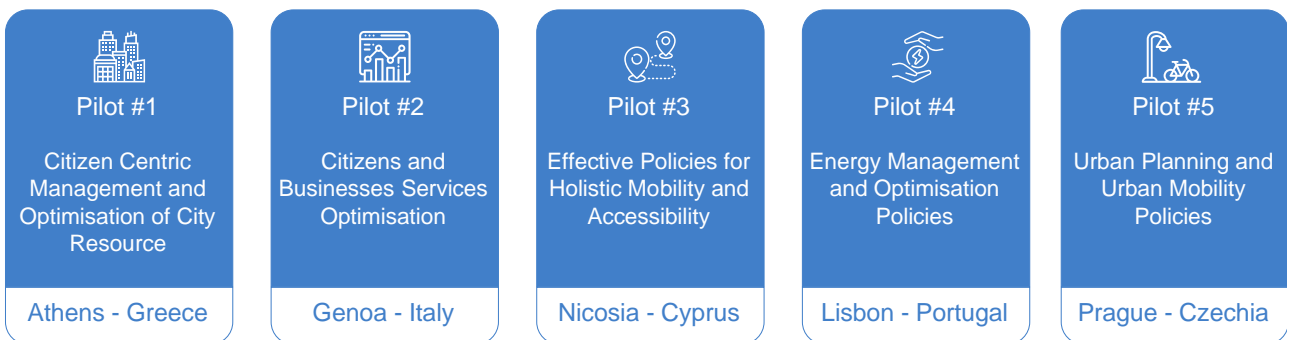 Pilot #1
Citizen Centric
Management and
Optimisation of City
Resource
Athens - Greece
Pilot #2
Citizens and
Businesses Services
Optimisation
Genoa - Italy
Pilot #3
Effective Policies for
Holistic Mobility and
Accessibility
Nicosia - Cyprus
Pilot #4
Energy Management
and Optimisation
Policies
Lisbon - Portugal
Pilot #5
Urban Planning and
Urban Mobility
Policies
Prague - Czechia